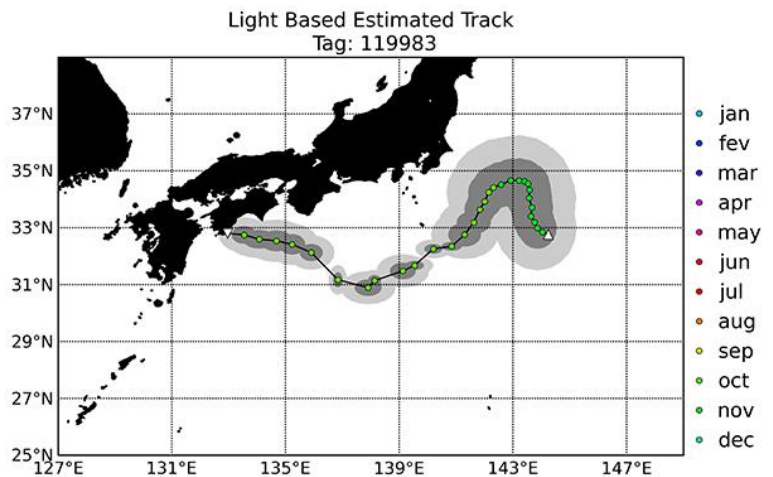 Light Based Estimated Track
Tag: 119983
37°N
35°N
33°N
31°N
29°N
27°N
25°N
127°E
131°E
135°E
139°E
143°E
147°E
jan
fev
mar
apr
may
jun
jul
aug
sep
oct
nov
dec